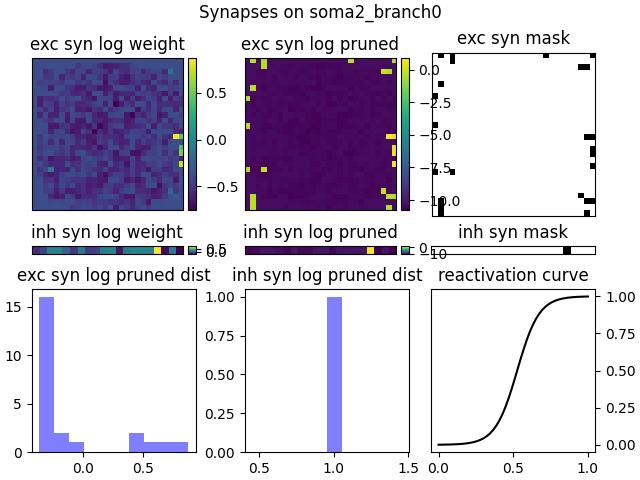 Synapses on soma2_branch0
exc syn log weight
exc syn log pruned
exc syn mask
0.5
0.0
−0.5
0.0
−2.5
−5.0
−7.5
−10.0
inh syn log weight
inh syn log pruned
inh syn mask
0.5
0.0
0
10
exc syn log pruned dist
inh syn log pruned dist
reactivation curve
15
10
5
0
0.0 0.5
1.00
0.75
0.50
0.25
0.00
0.5 1.0 1.5
1.00
0.75
0.50
0.25
0.00
0.0 0.5 1.0